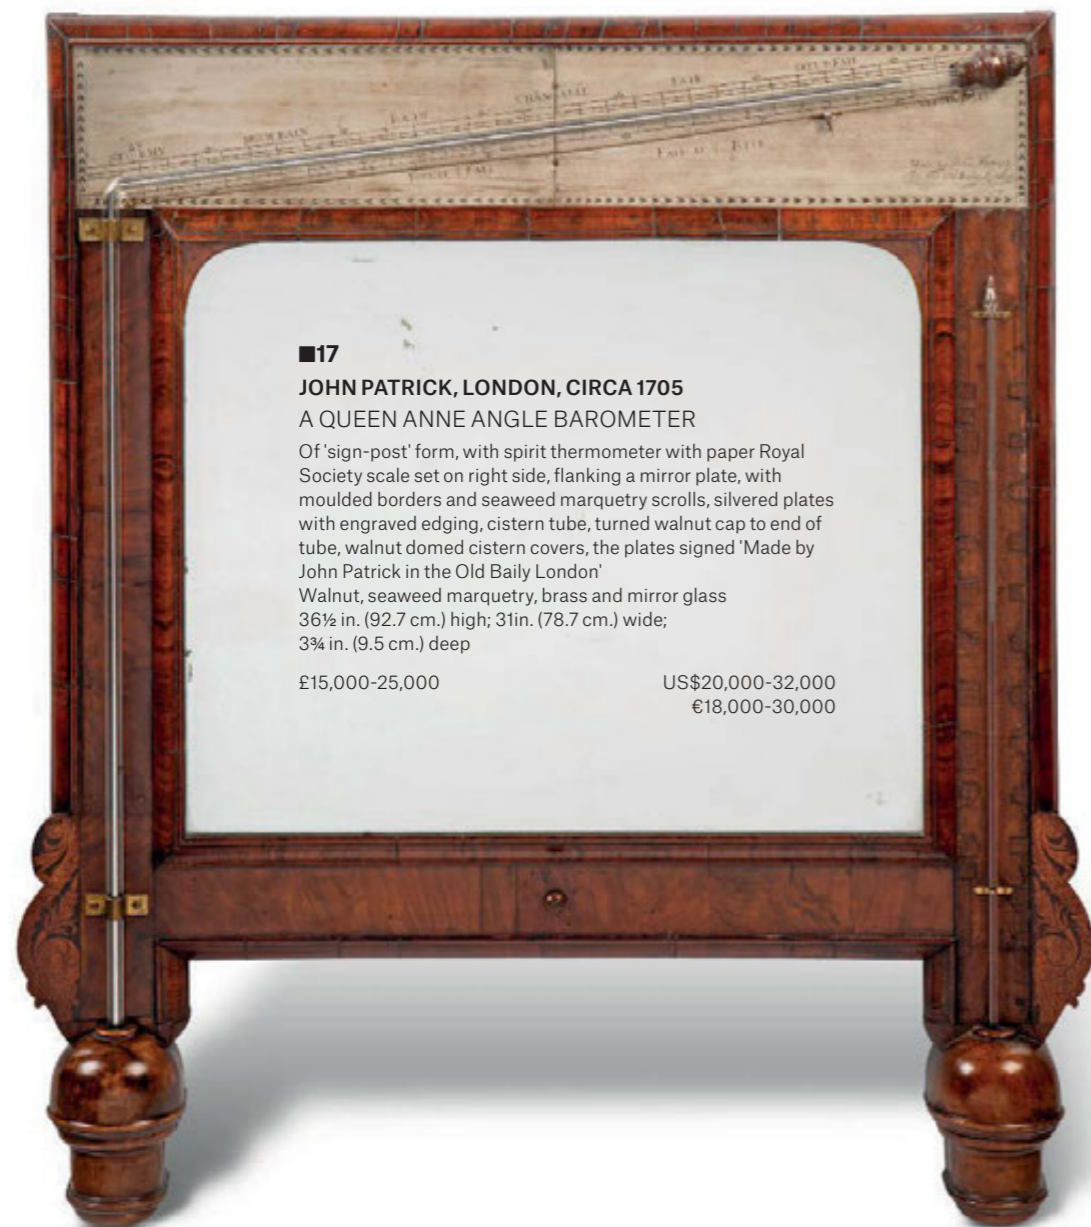 CHANGABLE
FAIR
FAIR
■17
JOHN PATRICK, LONDON, CIRCA 1705
A QUEEN ANNE ANGLE BAROMETER
Of 'sign-post' form, with spirit thermometer with paper Royal
Society scale set on right side, flanking a mirror plate, with
moulded borders and seaweed marquetry scrolls, silvered plates
with engraved edging, cistern tube, turned walnut cap to end of
tube, walnut domed cistern covers, the plates signed 'Made by
John Patrick in the Old Baily London'
Walnut, seaweed marquetry, brass and mirror glass
36½ in. (92.7 cm.) high; 31in. (78.7 cm.) wide;
3¾ in. (9.5 cm.) deep
£15,000-25,000 US$20,000-32,000
€18,000-30,000